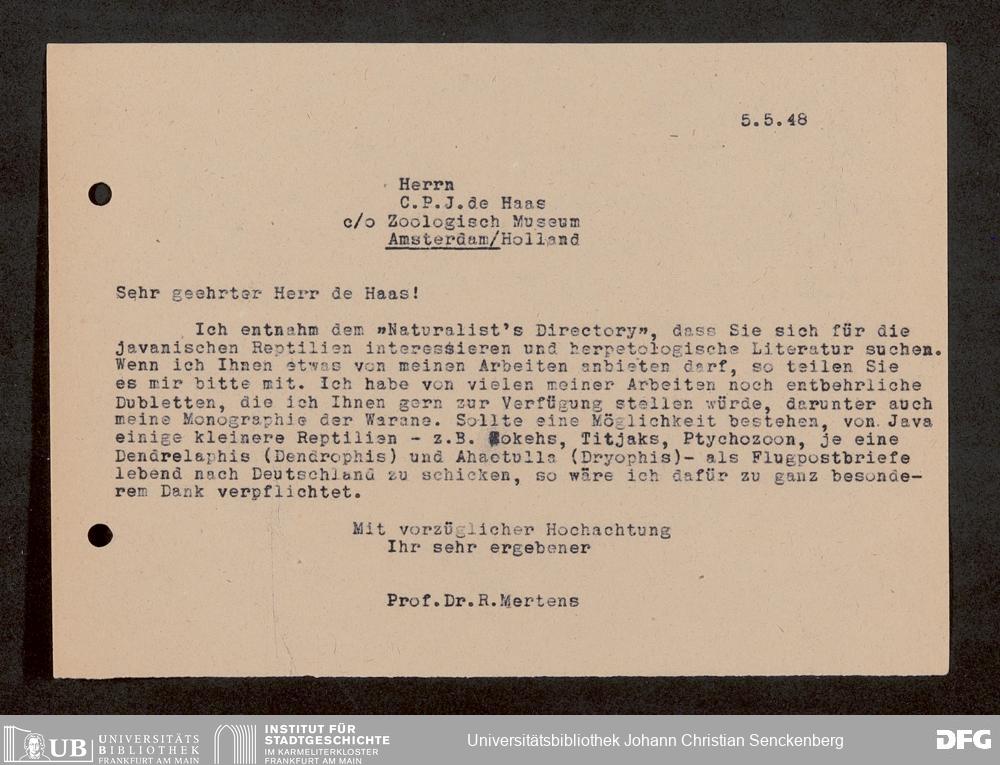 5.5.48
Herrn
C.P.J.de Haas
c/o Zoologisch Museum
Amsterdam/Holland
Sehr geehrter Herr de Haas!
Ich entnahm dem "Naturalist's Directory", dass Sie sich für die
javanischen Reptilien interessieren und herpetologische Literatur suchen.
Wenn ich Ihnen etwas von meinen Arbeiten anbieten darf, so teilen Sie
es mir bitte mit. Ich habe von vielen meiner Arbeiten noch entbehrliche
Dubletten, die ich Ihnen gern zur Verfügung stellen würde, darunter auch
meine Monographie der Warane. Sollte eine Möglichkeit bestehen, von Java
einige kleinere Reptilien - z.B. Tokehs, Titjaks, Ptychozoon, je eine
Dendrelaphis (Dendrophis) und Ahaetulla (Dryophis)- als Flugpostbriefe
lebend nach Deutschland zu schicken, so wäre ich dafür zu ganz besonde-
rem Dank verpflichtet.
Mit vorzüglicher Hochachtung
Ihr sehr ergebener
Prof.Dr.R.Mertens
UB UNIVERSITÄTS
BIBLIOTHEK
FRANKFURT AM MAIN
INSTITUT FÜR
STADTGESCHICHTE
IM KARMELITERKLOSTER
FRANKFURT AM MAIN
Universitätsbibliothek Johann Christian Senckenberg
DFG